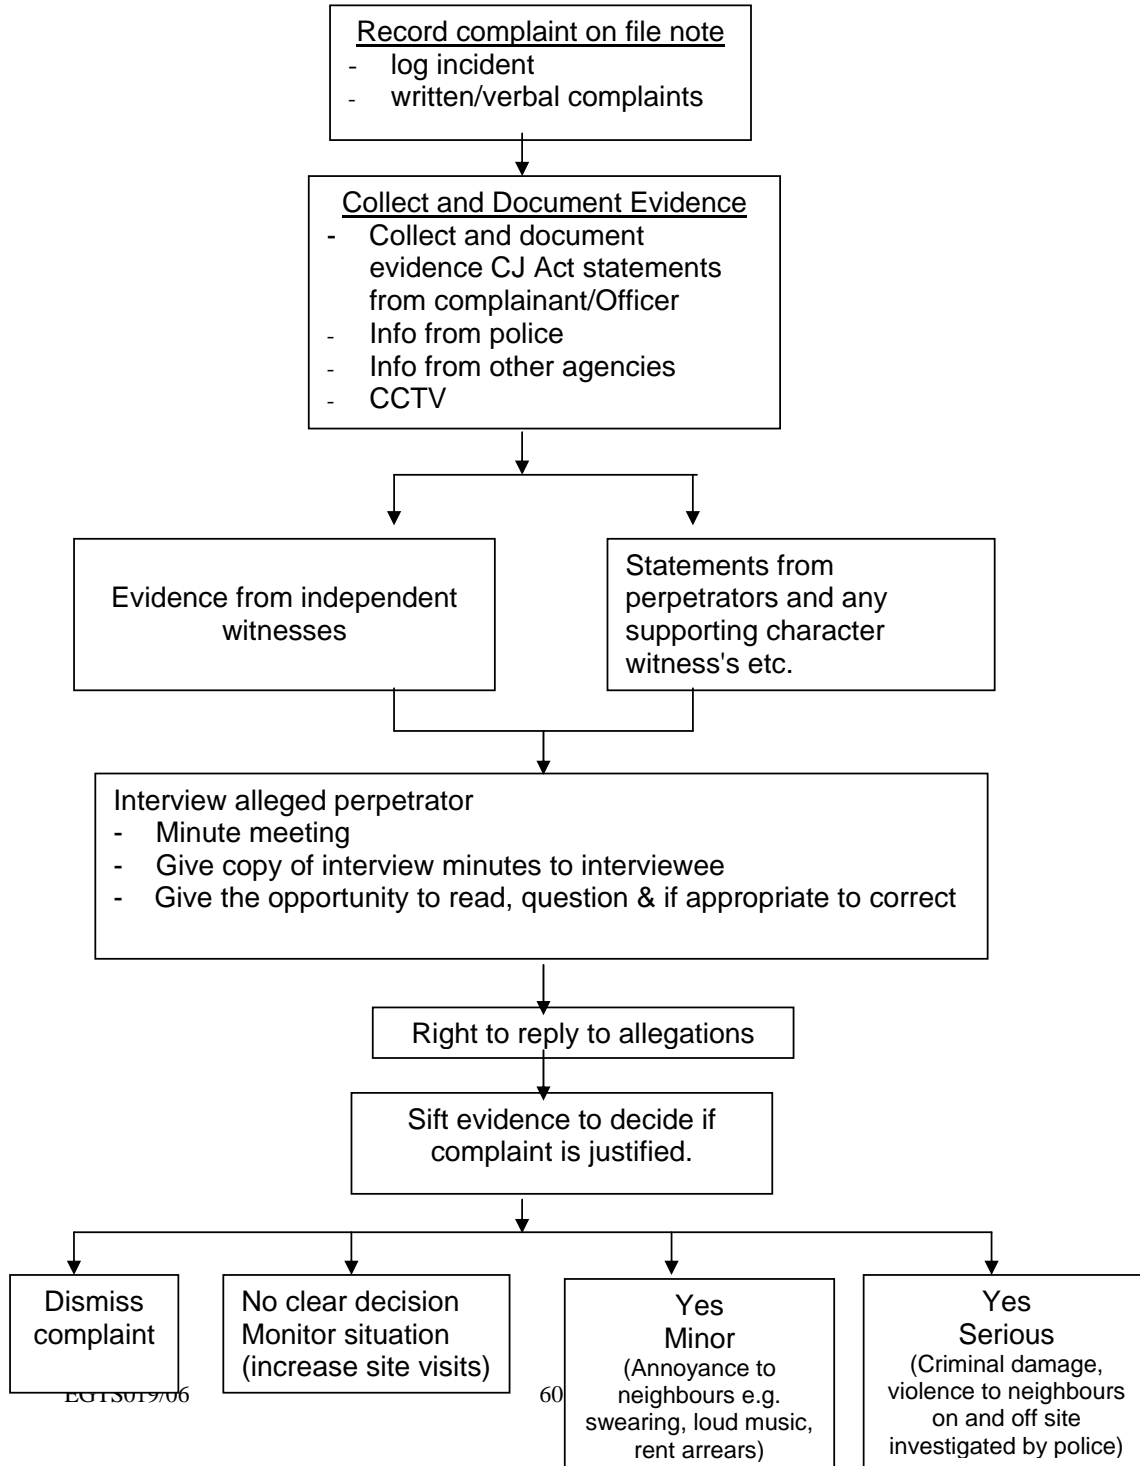 Record complaint on file note
- log incident
- written/verbal complaints
Collect and Document Evidence
- Collect and document
evidence CJ Act statements
from complainant/Officer
- Info from police
- Info from other agencies
- CCTV
Evidence from independent
witnesses
Statements from
perpetrators and any
supporting character
witness's etc.
Interview alleged perpetrator
- Minute meeting
- Give copy of interview minutes to interviewee
- Give the opportunity to read, question & if appropriate to correct
Right to reply to allegations
Sift evidence to decide if
complaint is justified.
Dismiss
complaint
No clear decision
Monitor situation
(increase site visits)
Yes
Minor
(Annoyance to
neighbours e.g.
swearing, loud music,
rent arrears)
Yes
Serious
(Criminal damage,
violence to neighbours
on and off site
investigated by police)
EGTS019/06
60